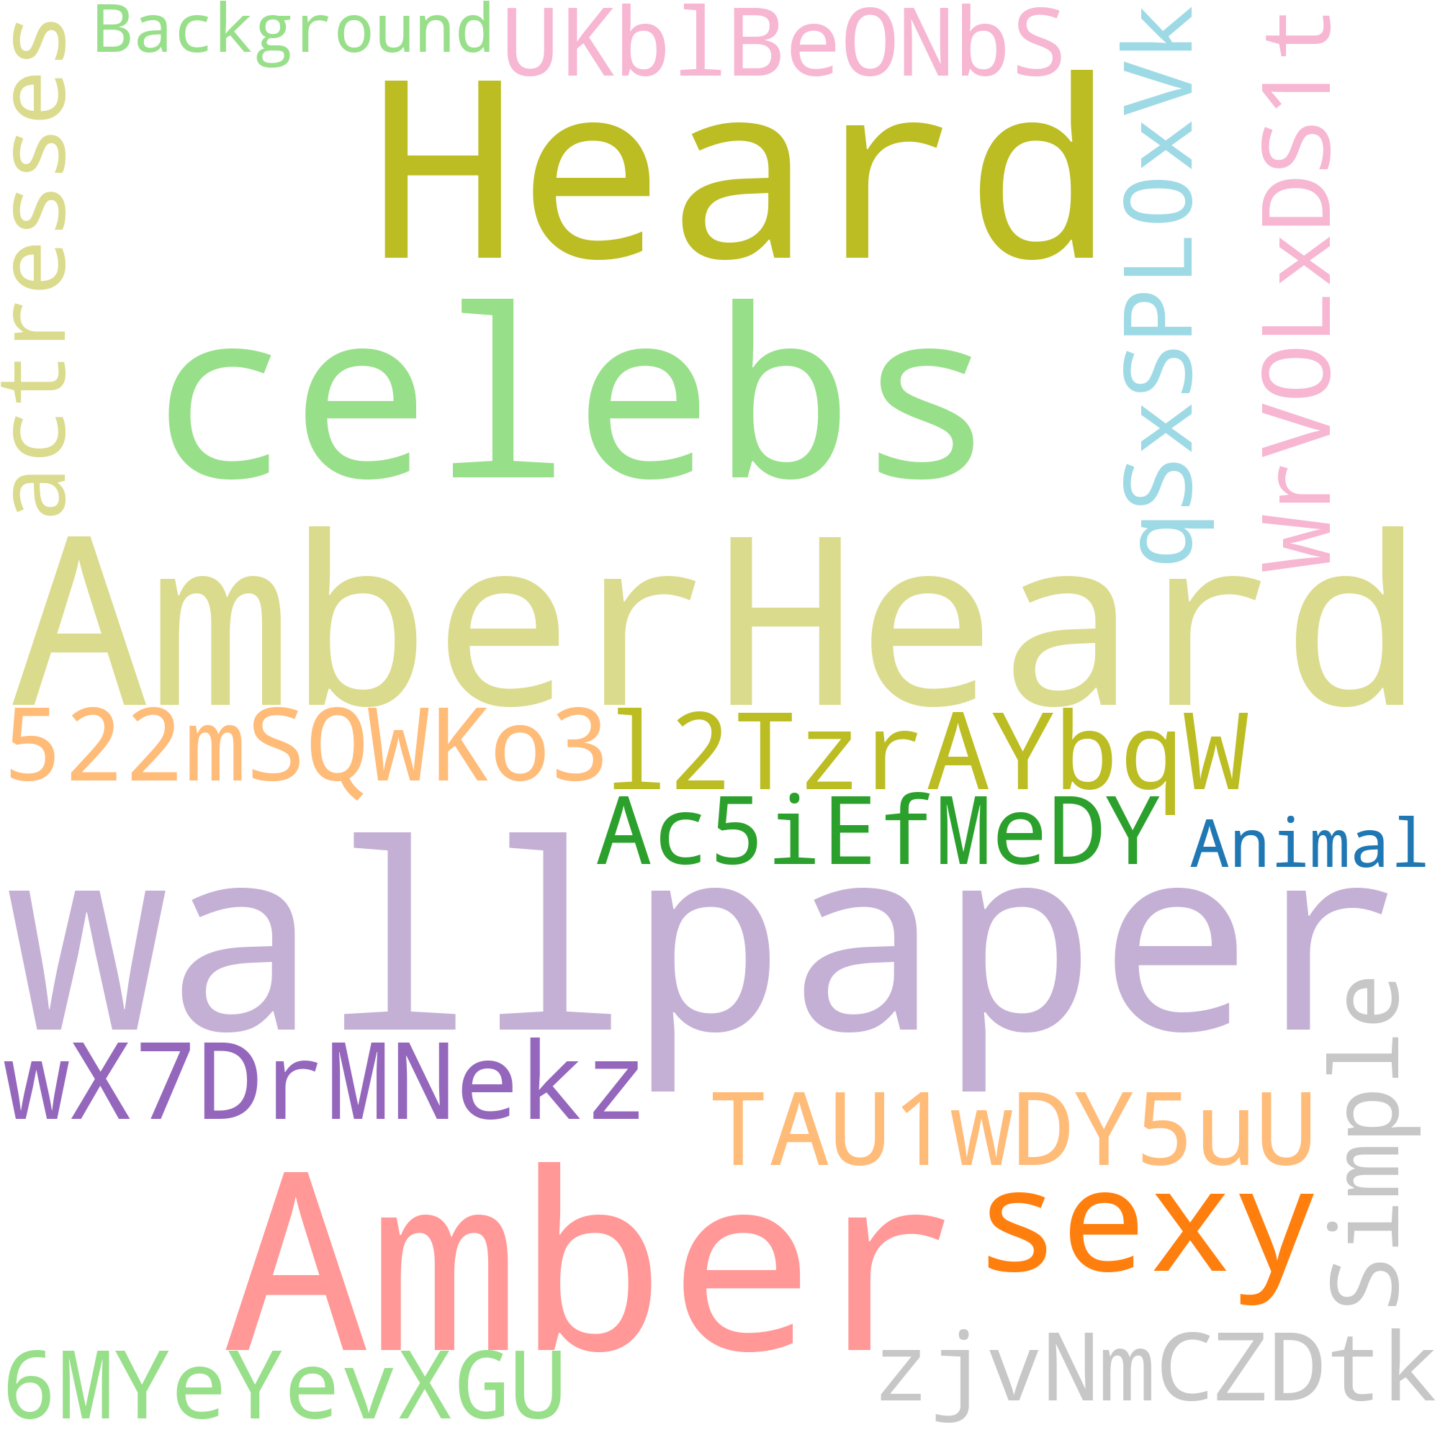 Background
UKblBeONbS
actresses
Heard
qSxSPL0xVk
WrVOLxDS1t
celebs
AmberHeard
522mSQWKo3
l2TzrAYbqW
Ac5iEfMeDY
Animal
wallpaper
Simple
wX7DrMNekz
TAU1wDY5uU
Amber
sexy
6MYeYevXGU
zjvNmCZDtk